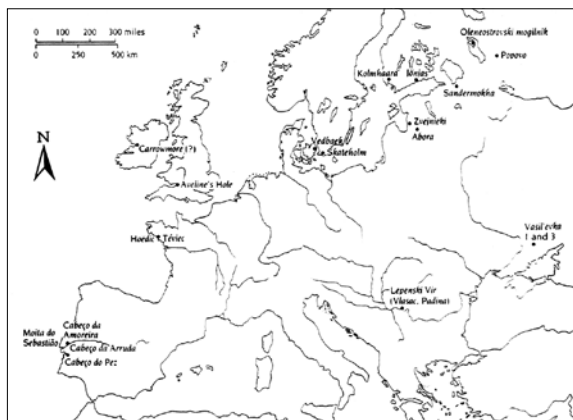 0 100 200 300 miles
0 500 km
N
Oleneostrovski mogilnik
Popovo
Kolmhaara
Jönsas
Sandermokha
Zvejnieki
Abora
Vedbaek
Skateholm
Carrowmore (?)
Aveline's Hole
Hoedic
Téviec
Vasil'evka
1 and 3
Lepenski Vir
(Vlasac, Padina)
Moita do
Sebastião
Cabeço da
Amoreira
Cabeço da Arruda
Cabeço do Pez